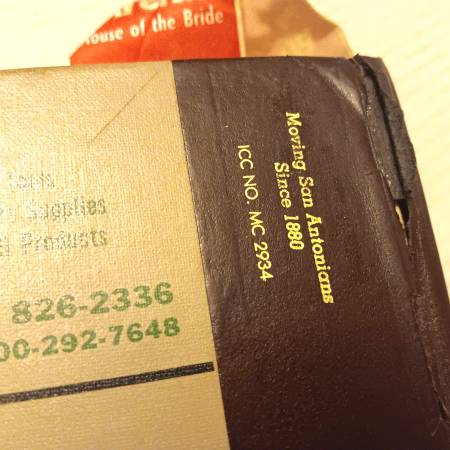 House of the Bride
Supplies
Products
826-2336
00-292-7648
Moving San Antonians
Since 1880
ICC NO. MC 2934